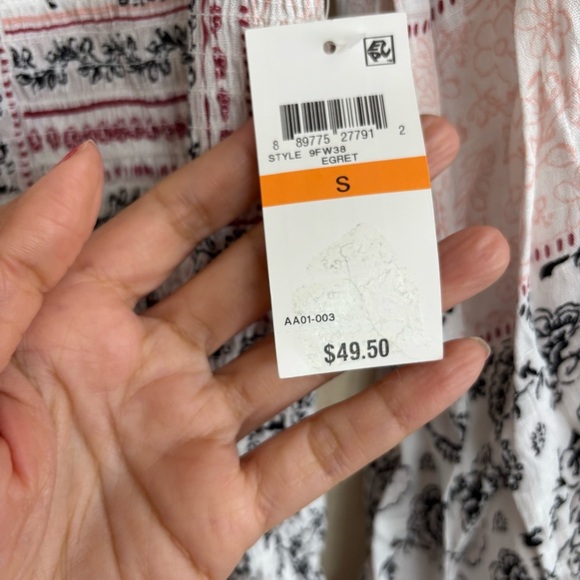 8 89775 27791 2
STYLE 9FW38
EGRET
S
AA01-003
$49.50